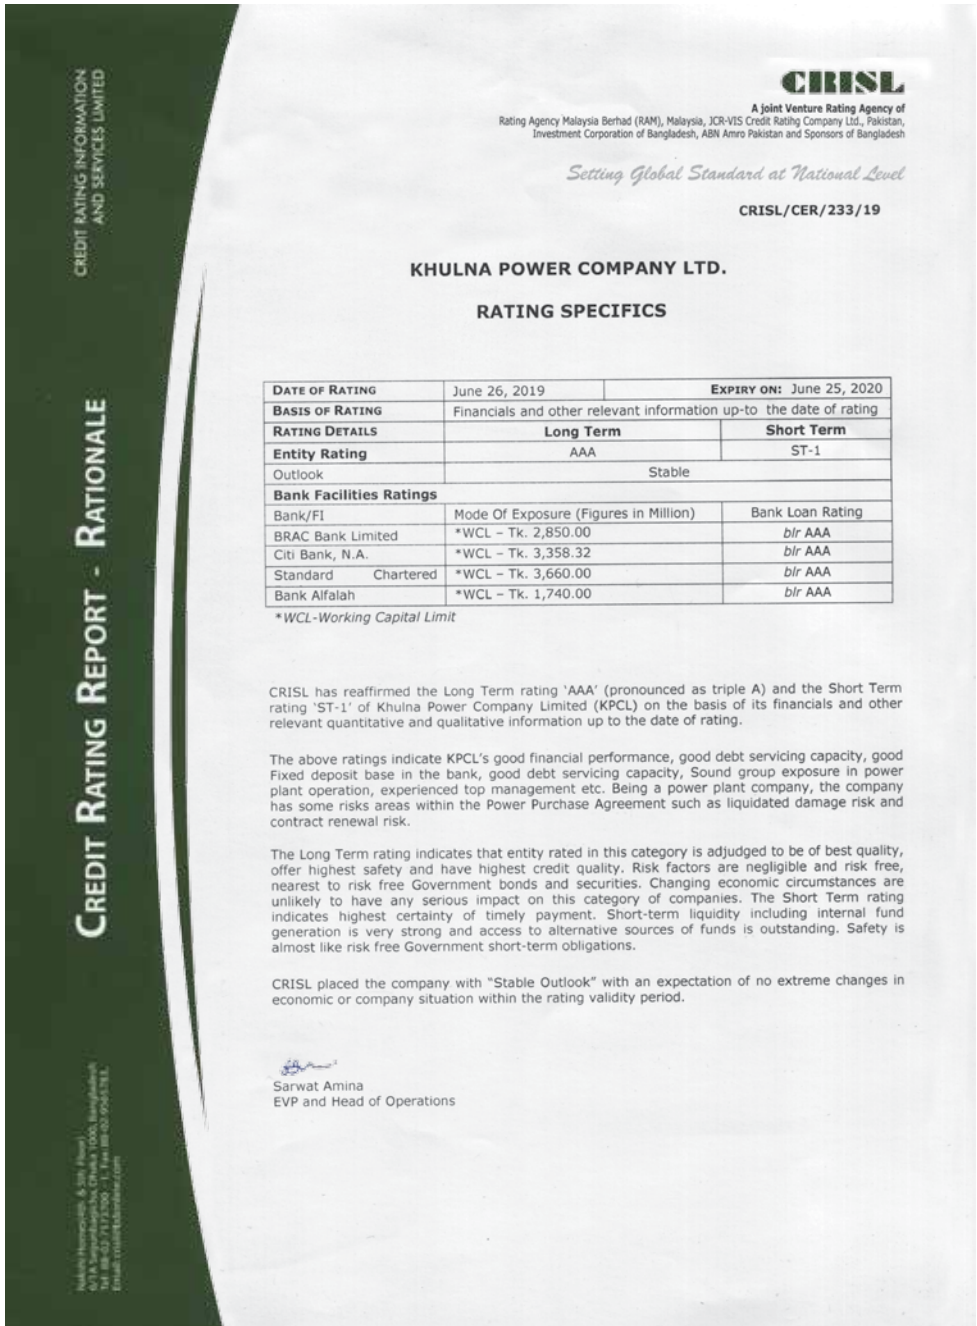 CRISL
A joint Venture Rating Agency of
Rating Agency Malaysia Berhad (RAM), Malaysia, JCR-VIS Credit Rating Company Ltd., Pakistan,
Investment Corporation of Bangladesh, ABN Amro Pakistan and Sponsors of Bangladesh
Setting Global Standard at National Level
CRISL/CER/233/19
CREDIT RATING INFORMATION
AND SERVICES LIMITED
CREDIT RATING REPORT - RATIONALE
KHULNA POWER COMPANY LTD.
RATING SPECIFICS
DATE OF RATING June 26, 2019 EXPIRY ON: June 25, 2020
BASIS OF RATING Financials and other relevant information up-to the date of rating
RATING DETAILS Long Term Short Term
Entity Rating AAA ST-1
Outlook Stable
Bank Facilities Ratings
Bank/FI Mode Of Exposure (Figures in Million) Bank Loan Rating
BRAC Bank Limited *WCL – Tk. 2,850.00 blr AAA
Citi Bank, N.A. *WCL – Tk. 3,358.32 blr AAA
Standard Chartered *WCL – Tk. 3,660.00 blr AAA
Bank Alfalah *WCL – Tk. 1,740.00 blr AAA
*WCL-Working Capital Limit
CRISL has reaffirmed the Long Term rating ‘AAA’ (pronounced as triple A) and the Short Term
rating ‘ST-1’ of Khulna Power Company Limited (KPCL) on the basis of its financials and other
relevant quantitative and qualitative information up to the date of rating.
The above ratings indicate KPCL’s good financial performance, good debt servicing capacity, good
Fixed deposit base in the bank, good debt servicing capacity, Sound group exposure in power
plant operation, experienced top management etc. Being a power plant company, the company
has some risks areas within the Power Purchase Agreement such as liquidated damage risk and
contract renewal risk.
The Long Term rating indicates that entity rated in this category is adjudged to be of best quality,
offer highest safety and have highest credit quality. Risk factors are negligible and risk free,
nearest to risk free Government bonds and securities. Changing economic circumstances are
unlikely to have any serious impact on this category of companies. The Short Term rating
indicates highest certainty of timely payment. Short-term liquidity including internal fund
generation is very strong and access to alternative sources of funds is outstanding. Safety is
almost like risk free Government short-term obligations.
CRISL placed the company with “Stable Outlook” with an expectation of no extreme changes in
economic or company situation within the rating validity period.
Sarwat Amina
EVP and Head of Operations